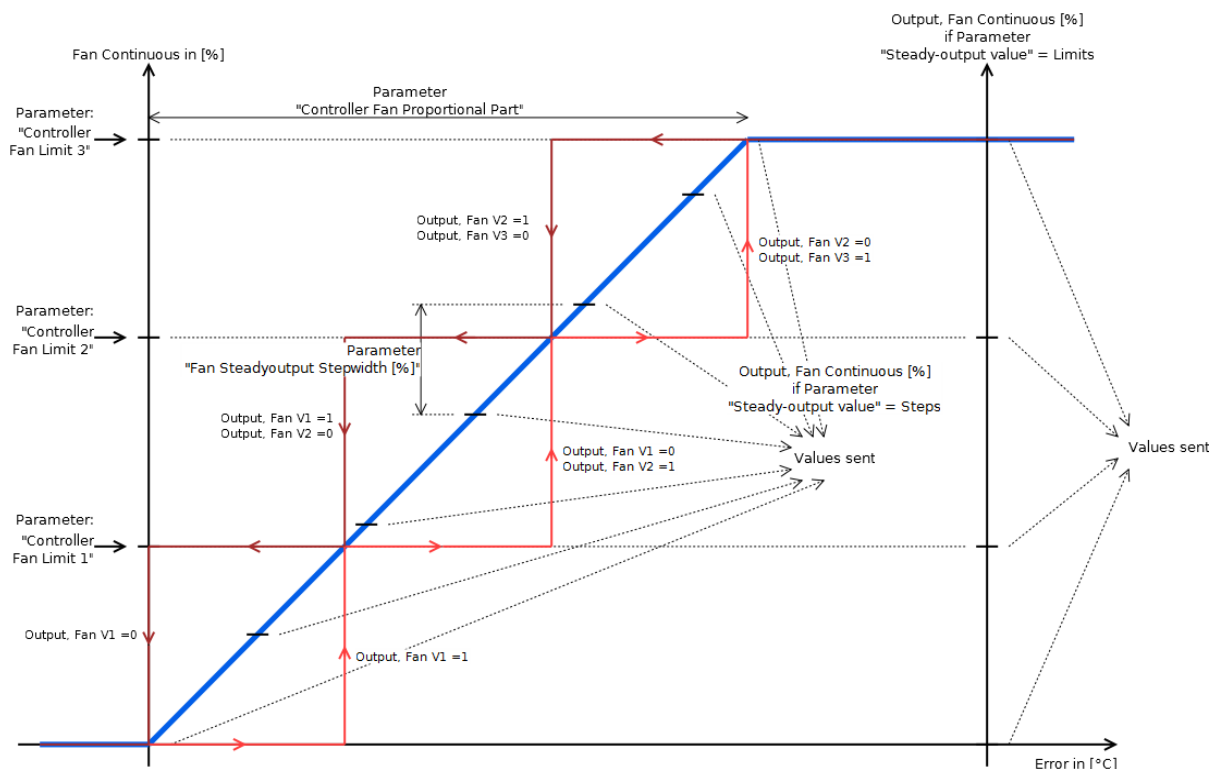 Output, Fan Continuous [%]
if Parameter
"Steady-output value" = Limits
Fan Continuous in [%]
Parameter
"Controller Fan Proportional Part"
Parameter:
"Controller
Fan Limit 3"
Output, Fan V2 =1
Output, Fan V3 =0
Output, Fan V2 =0
Output, Fan V3 =1
Parameter:
"Controller
Fan Limit 2"
Parameter
"Fan Steadyoutput Stepwidth [%]"
Output, Fan Continuous [%]
if Parameter
"Steady-output value" = Steps
Output, Fan V1 =1
Output, Fan V2 =0
Output, Fan V1 =0
Output, Fan V2 =1
Values sent
Values sent
Parameter:
"Controller
Fan Limit 1"
Output, Fan V1 =0
Output, Fan V1 =1
Error in [°C]